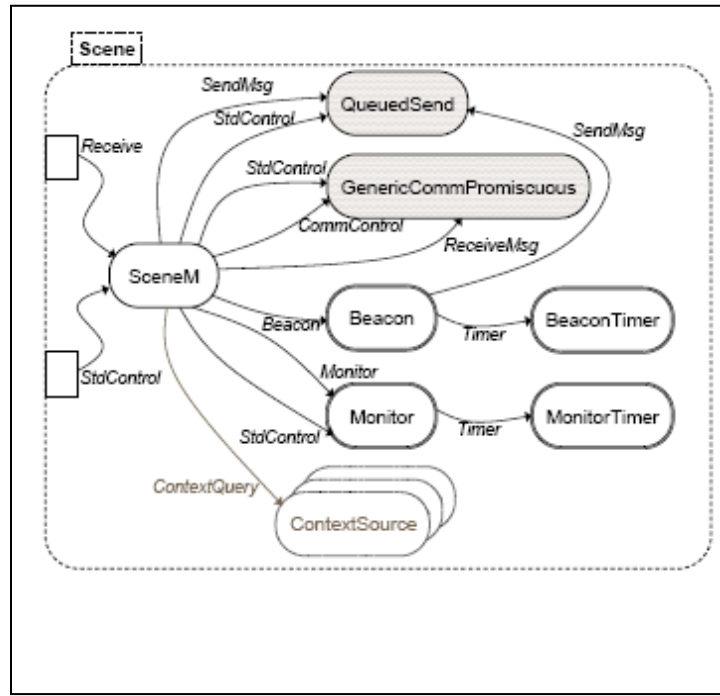 Scene
SendMsg
QueuedSend
StdControl
SendMsg
Receive
StdControl
GenericCommPromiscuous
CommControl
ReceiveMsg
SceneM
Beacon
Beacon
Timer
BeaconTimer
StdControl
Monitor
Monitor
StdControl
Timer
MonitorTimer
ContextQuery
ContextSource